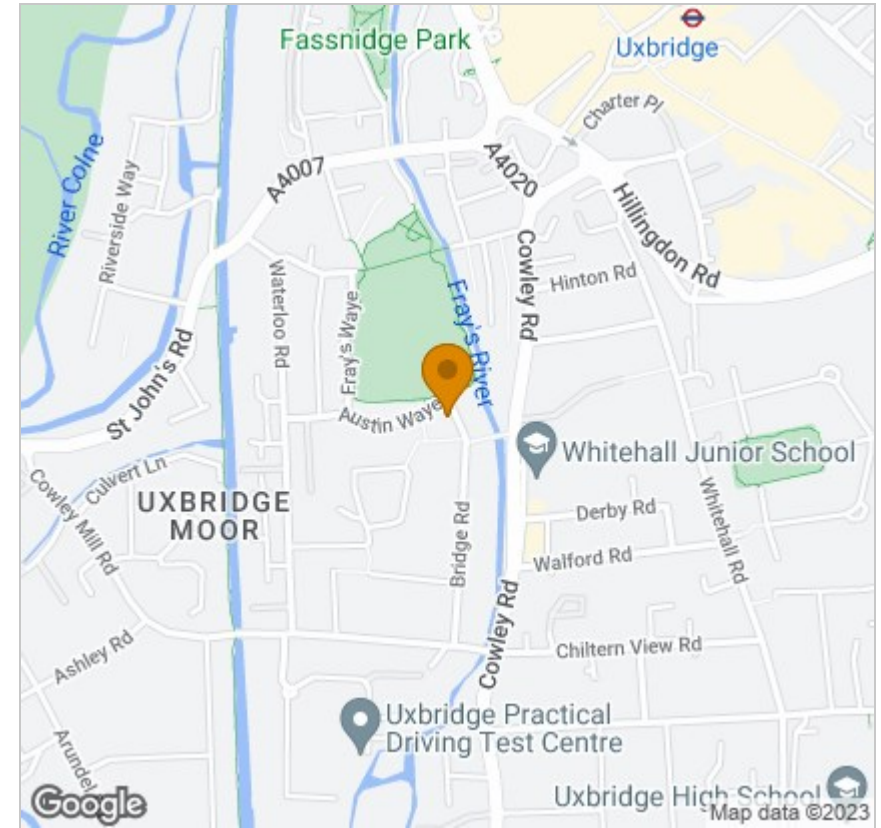 Fassnidge Park
Uxbridge
Charter Pl
River Colne
Riverside Way
A4007
A4020
Hillingdon Rd
Waterloo Rd
Cowley Rd
Hinton Rd
Fray's Waye
Fray's River
St John's Rd
Austin Waye
Whitehall Junior School
Culvert Ln
Cowley Mill Rd
UXBRIDGE
MOOR
Bridge Rd
Derby Rd
Whitehall Rd
Walford Rd
Cowley Rd
Chiltern View Rd
Ashley Rd
Uxbridge Practical
Driving Test Centre
Arundel
Uxbridge High School
Google
Map data ©2023